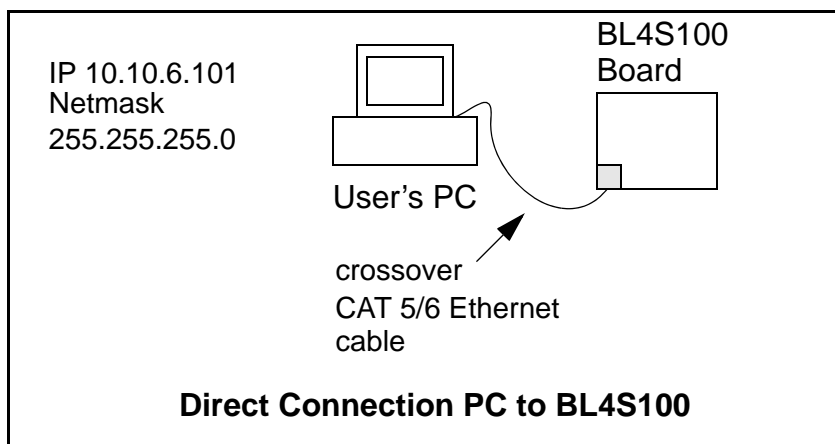 IP 10.10.6.101
Netmask
255.255.255.0
BL4S100
Board
User’s PC
crossover
CAT 5/6 Ethernet
cable
Direct Connection PC to BL4S100